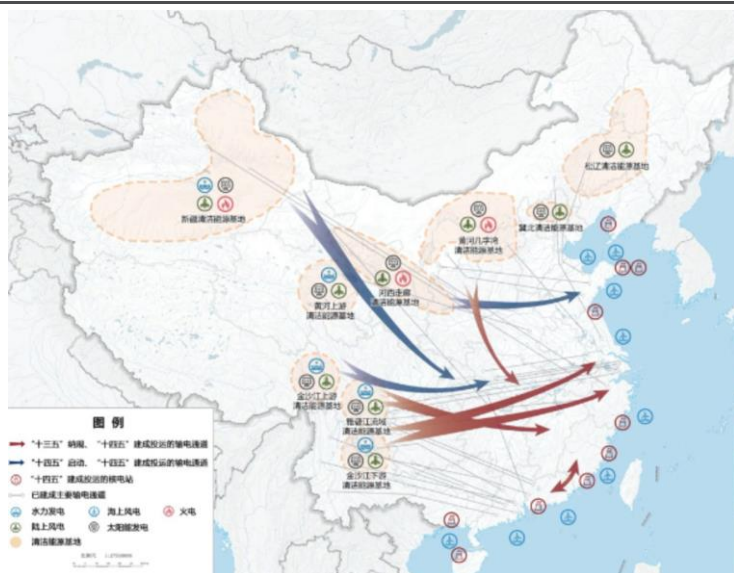 松辽清洁能源基地
新疆清洁能源基地
冀北清洁能源基地
黄河几字湾
清洁能源基地
河西走廊
清洁能源基地
黄河上游
清洁能源基地
金沙江上游
清洁能源基地
雅砻江流域
清洁能源基地
金沙江下游
清洁能源基地
图 例
“十三五”纳规、“十四五”建成投运的输电通道
“十四五”启动、“十四五”建成投运的输电通道
“十四五”建成投运的核电站
已建成主要输电通道
水力发电 海上风电 火电
陆上风电 太阳能发电
清洁能源基地